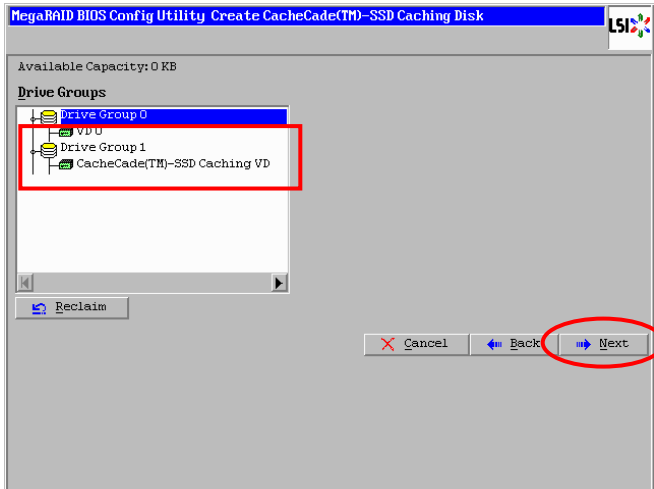 MegaRAID BIOS Config Utility Create CacheCade(TM)-SSD Caching Disk
LSI
Available Capacity: 0 KB
Drive Groups
Drive Group 0
VD 0
Drive Group 1
CacheCade(TM)-SSD Caching VD
Reclaim
Cancel
Back
Next